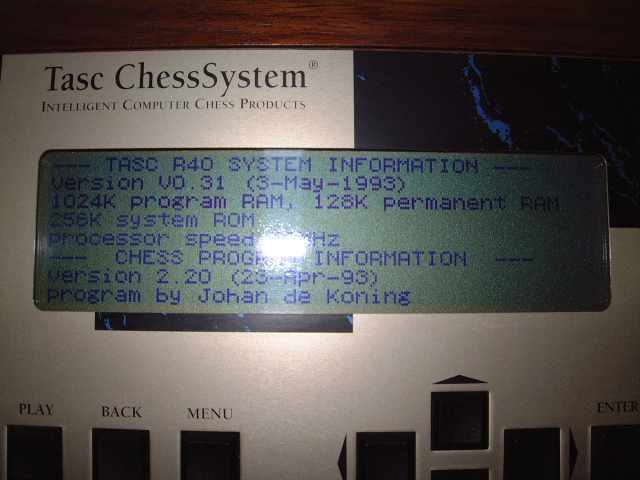 Tasc ChessSystem®
INTELLIGENT COMPUTER CHESS PRODUCTS
--- TASC R40 SYSTEM INFORMATION ---
version V0.31 (3-May-1993)
1024K program RAM, 128K permanent RAM
256K system ROM
processor speed
--- CHESS PROGRAM INFORMATION ---
version 2.20 (23-Apr-93)
program by Johan de Koning
PLAY BACK MENU ENTER